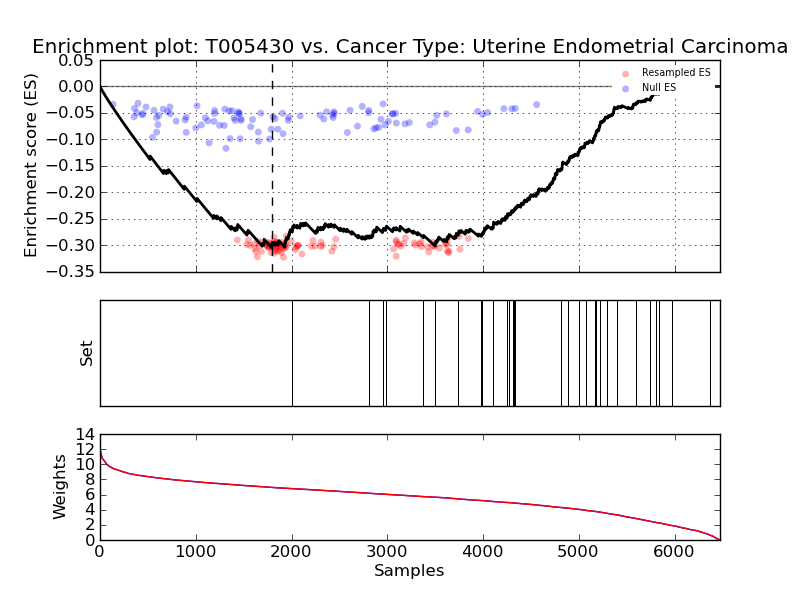 Enrichment plot: T005430 vs. Cancer Type: Uterine Endometrial Carcinoma
Enrichment score (ES)
0.05
0.00
−0.05
−0.10
−0.15
−0.20
−0.25
−0.30
−0.35
Resampled ES
Null ES
Set
Weights
14
12
10
8
6
4
2
0
0 1000 2000 3000 4000 5000 6000
Samples